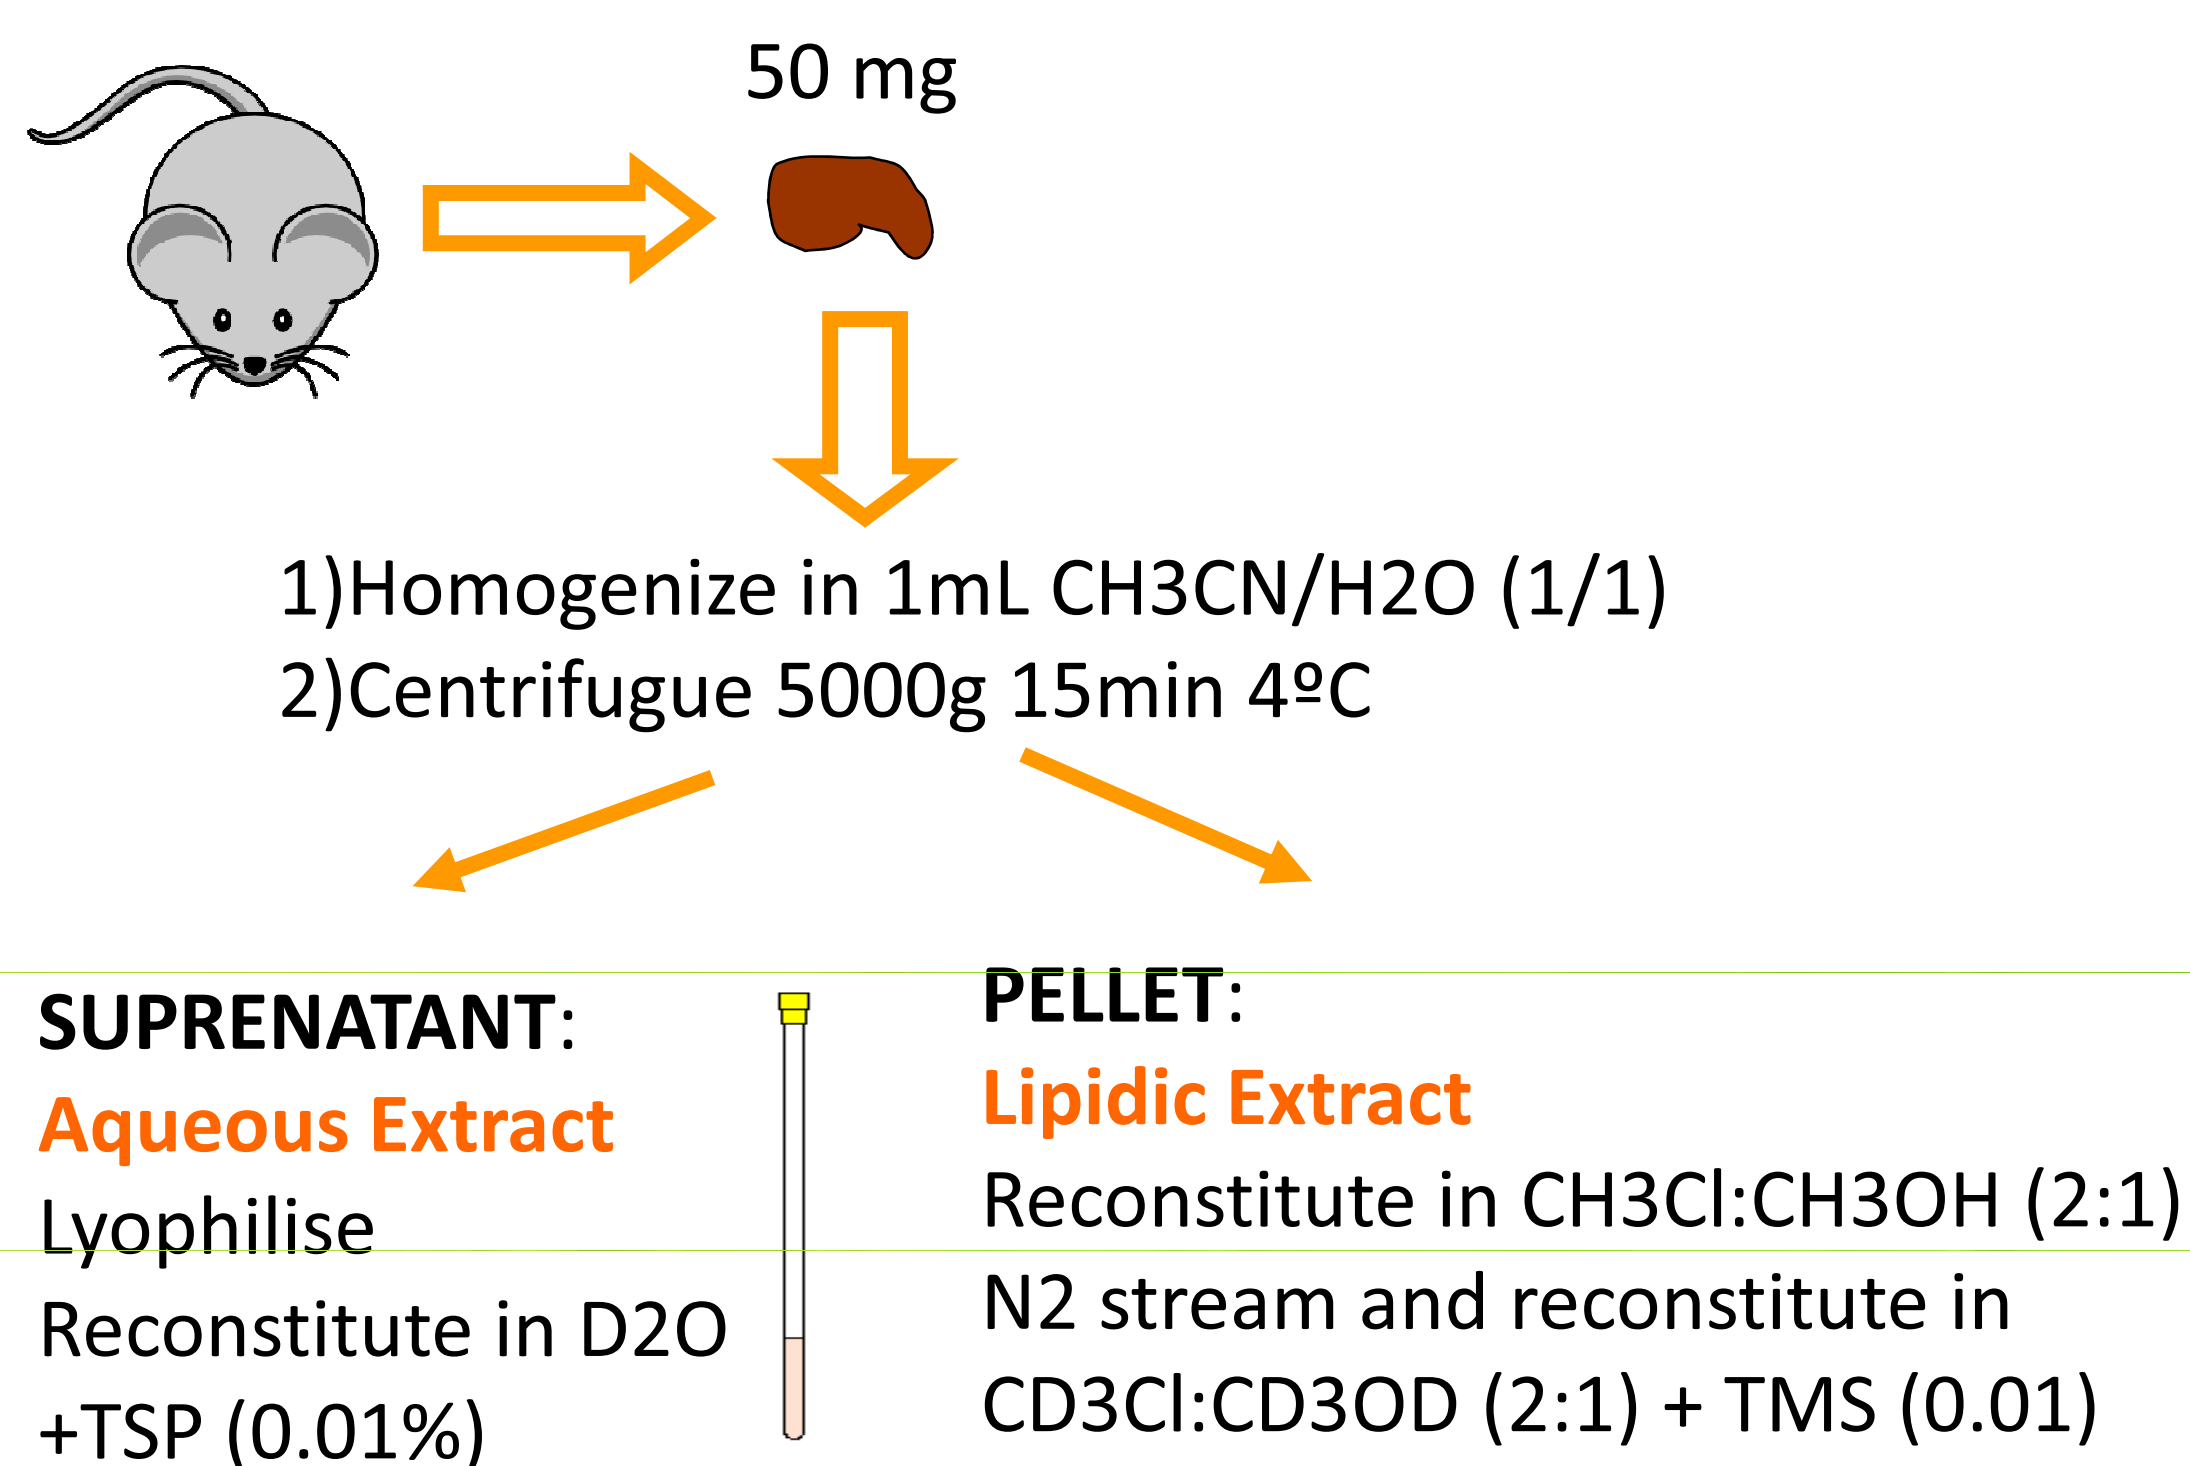 50 mg
1)Homogenize in 1mL CH3CN/H2O (1/1)
2)Centrifugue 5000g 15min 4ºC
SUPRENATANT:
Aqueous Extract
Lyophilise
Reconstitute in D2O
+TSP (0.01%)
PELLET:
Lipidic Extract
Reconstitute in CH3Cl:CH3OH (2:1)
N2 stream and reconstitute in
CD3Cl:CD3OD (2:1) + TMS (0.01)